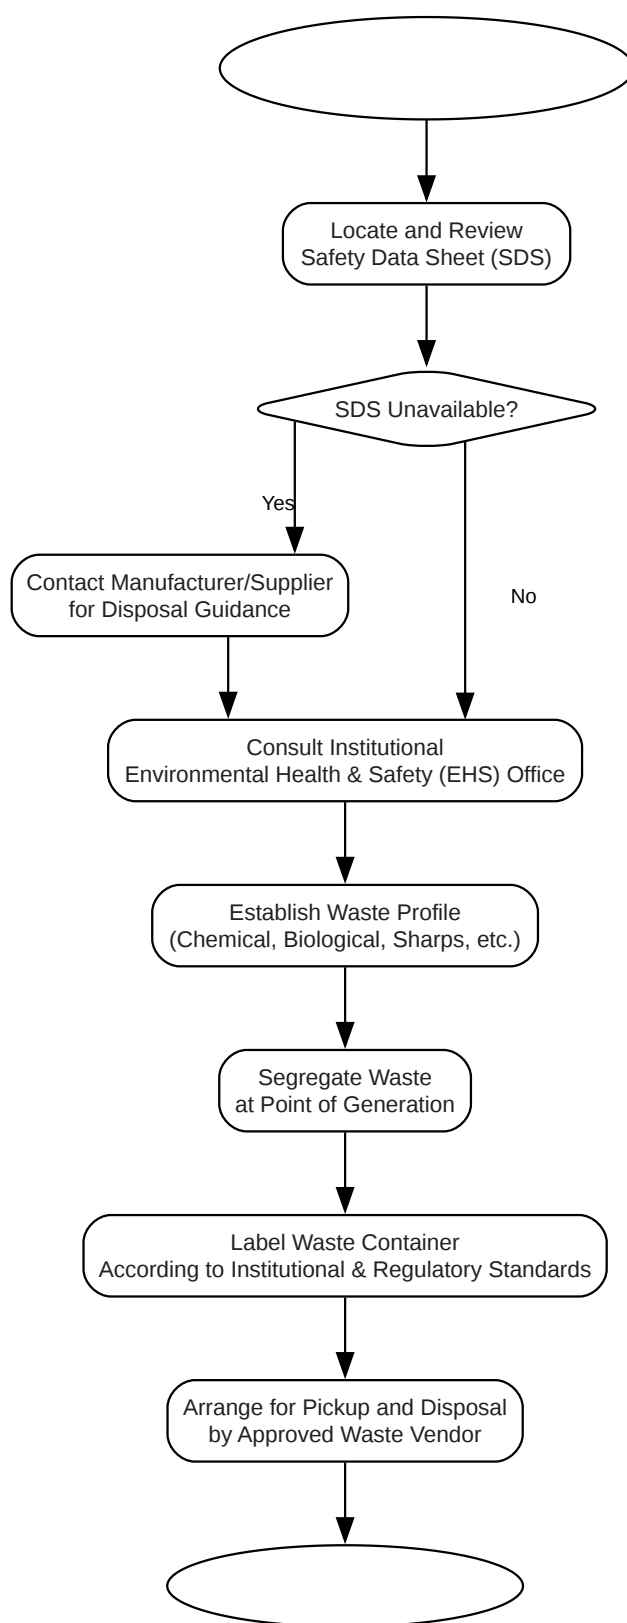 Locate and Review
Safety Data Sheet (SDS)
SDS Unavailable?
Yes
Contact Manufacturer/Supplier
for Disposal Guidance
No
Consult Institutional
Environmental Health & Safety (EHS) Office
Establish Waste Profile
(Chemical, Biological, Sharps, etc.)
Segregate Waste
at Point of Generation
Label Waste Container
According to Institutional & Regulatory Standards
Arrange for Pickup and Disposal
by Approved Waste Vendor